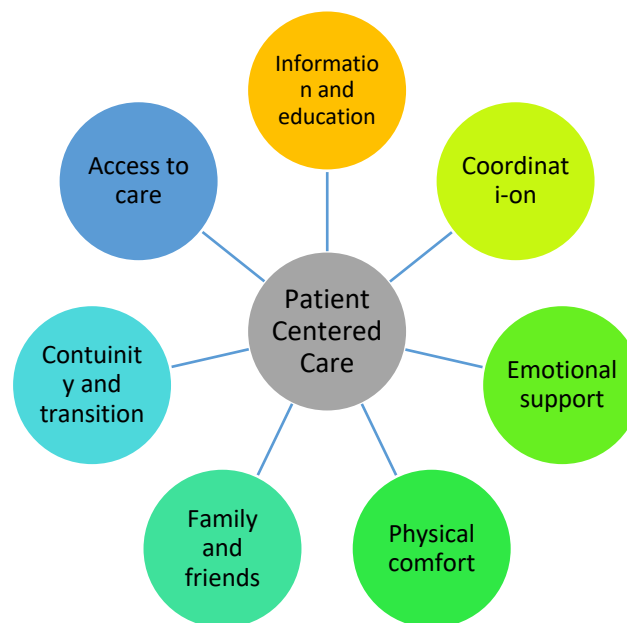 Informatio
n and
education
Coordinat
i-on
Emotional
support
Physical
comfort
Family
and
friends
Contuinit
y and
transition
Access to
care
Patient
Centered
Care